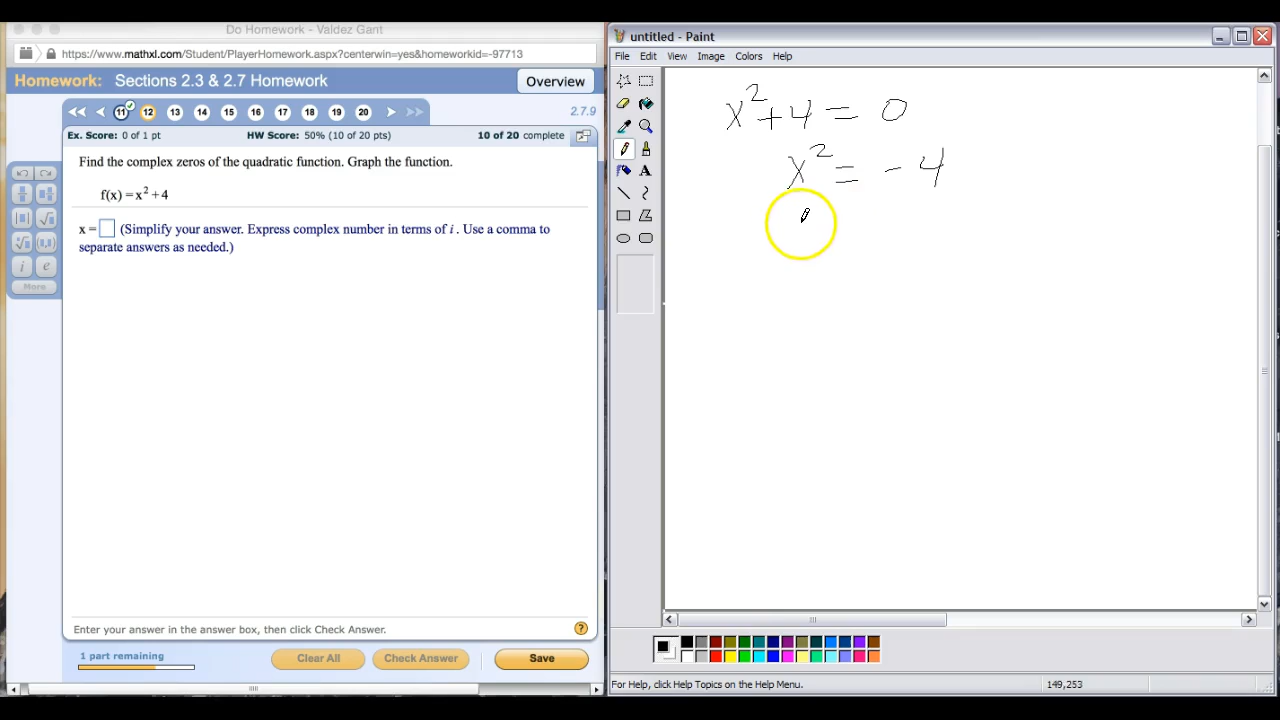 Do Homework - Valdez Gant
https://www.mathxl.com/Student/PlayerHomework.aspx?centerwin=yes&homeworkid=-97713
Homework: Sections 2.3 & 2.7 Homework
Overview
11 12 13 14 15 16 17 18 19 20
2.7.9
Ex. Score: 0 of 1 pt HW Score: 50% (10 of 20 pts) 10 of 20 complete
Find the complex zeros of the quadratic function. Graph the function.
f(x) = x² + 4
x = (Simplify your answer. Express complex number in terms of i . Use a comma to
separate answers as needed.)
i e
More
Enter your answer in the answer box, then click Check Answer.
?
1 part remaining
Clear All
Check Answer
Save
untitled - Paint
File Edit View Image Colors Help
A
x²+4 = 0
x² = - 4
For Help, click Help Topics on the Help Menu.
149,253